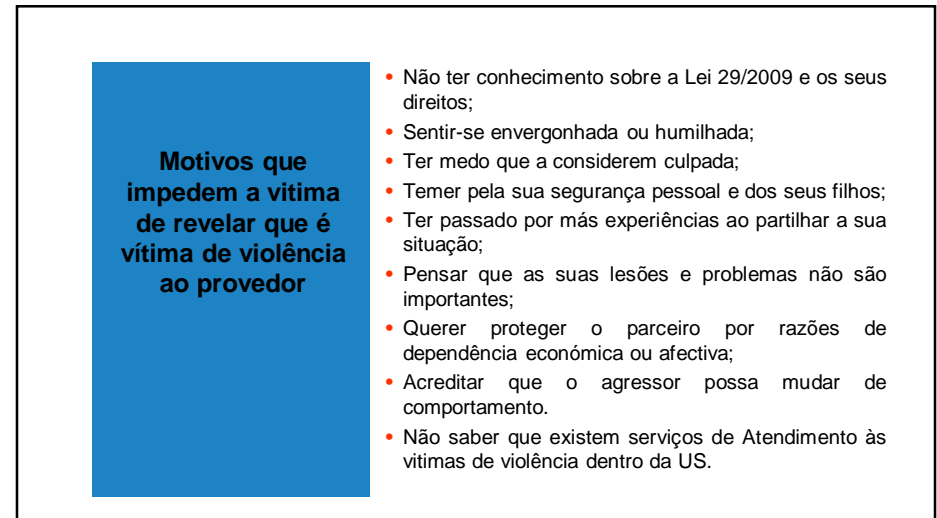 Motivos que
impedem a vitima
de revelar que é
vítima de violência
ao provedor
• Não ter conhecimento sobre a Lei 29/2009 e os seus
direitos;
• Sentir-se envergonhada ou humilhada;
• Ter medo que a considerem culpada;
• Temer pela sua segurança pessoal e dos seus filhos;
• Ter passado por más experiências ao partilhar a sua
situação;
• Pensar que as suas lesões e problemas não são
importantes;
• Querer proteger o parceiro por razões de
dependência económica ou afectiva;
• Acreditar que o agressor possa mudar de
comportamento.
• Não saber que existem serviços de Atendimento às
vitimas de violência dentro da US.